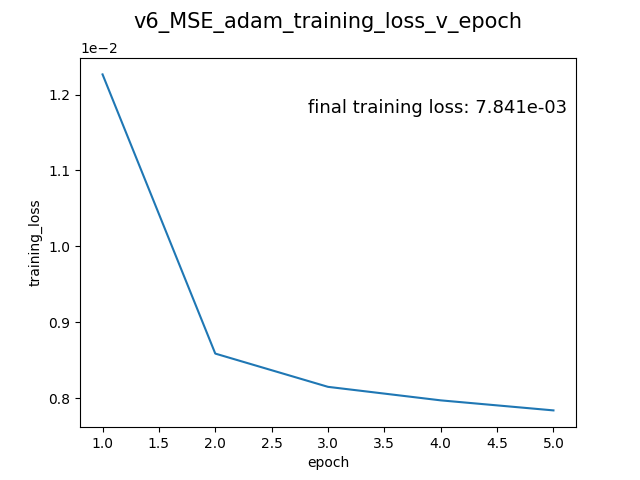 v6_MSE_adam_training_loss_v_epoch
1e−2
final training loss: 7.841e-03
1.2
1.1
1.0
0.9
0.8
training_loss
1.0 1.5 2.0 2.5 3.0 3.5 4.0 4.5 5.0
epoch